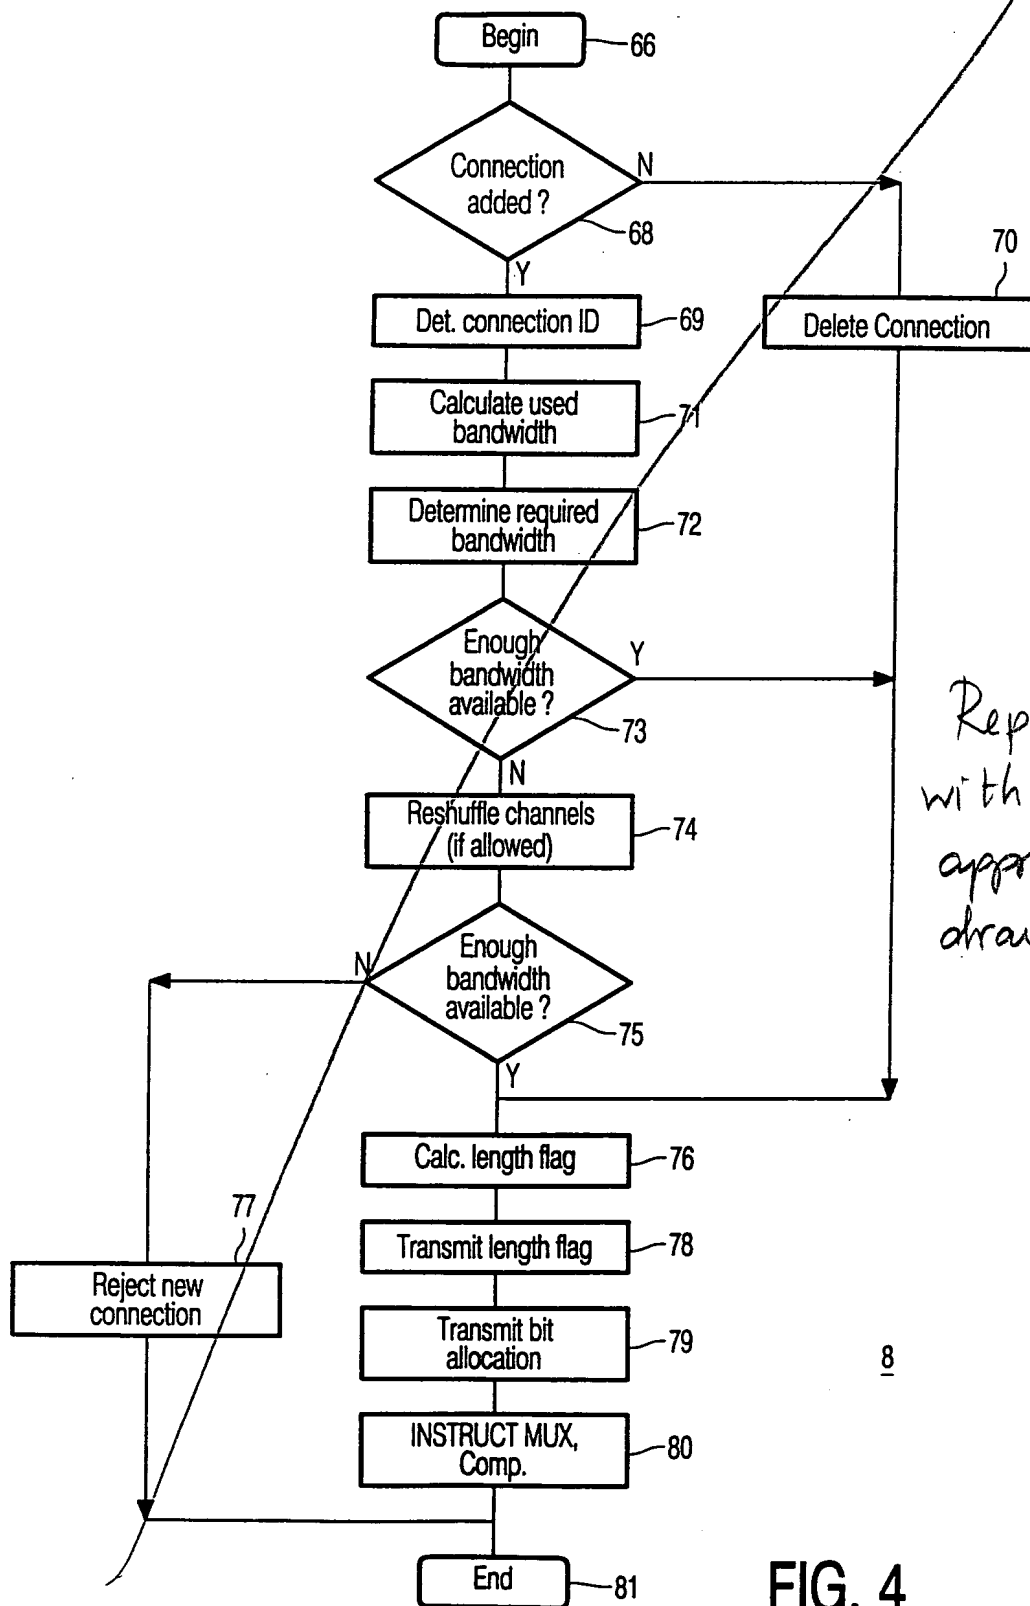 Begin
66
Connection
added ?
N
68
Y
70
Det. connection ID
69
Delete Connection
Calculate used
bandwidth
71
Determine required
bandwidth
72
Enough
bandwidth
available ?
Y
73
N
Reshuffle channels
(if allowed)
74
Enough
bandwidth
available ?
N
75
Y
with
Calc. length flag
76
77
Transmit length flag
78
Reject new
connection
Transmit bit
allocation
79
8
INSTRUCT MUX,
Comp.
80
End
81
FIG. 4